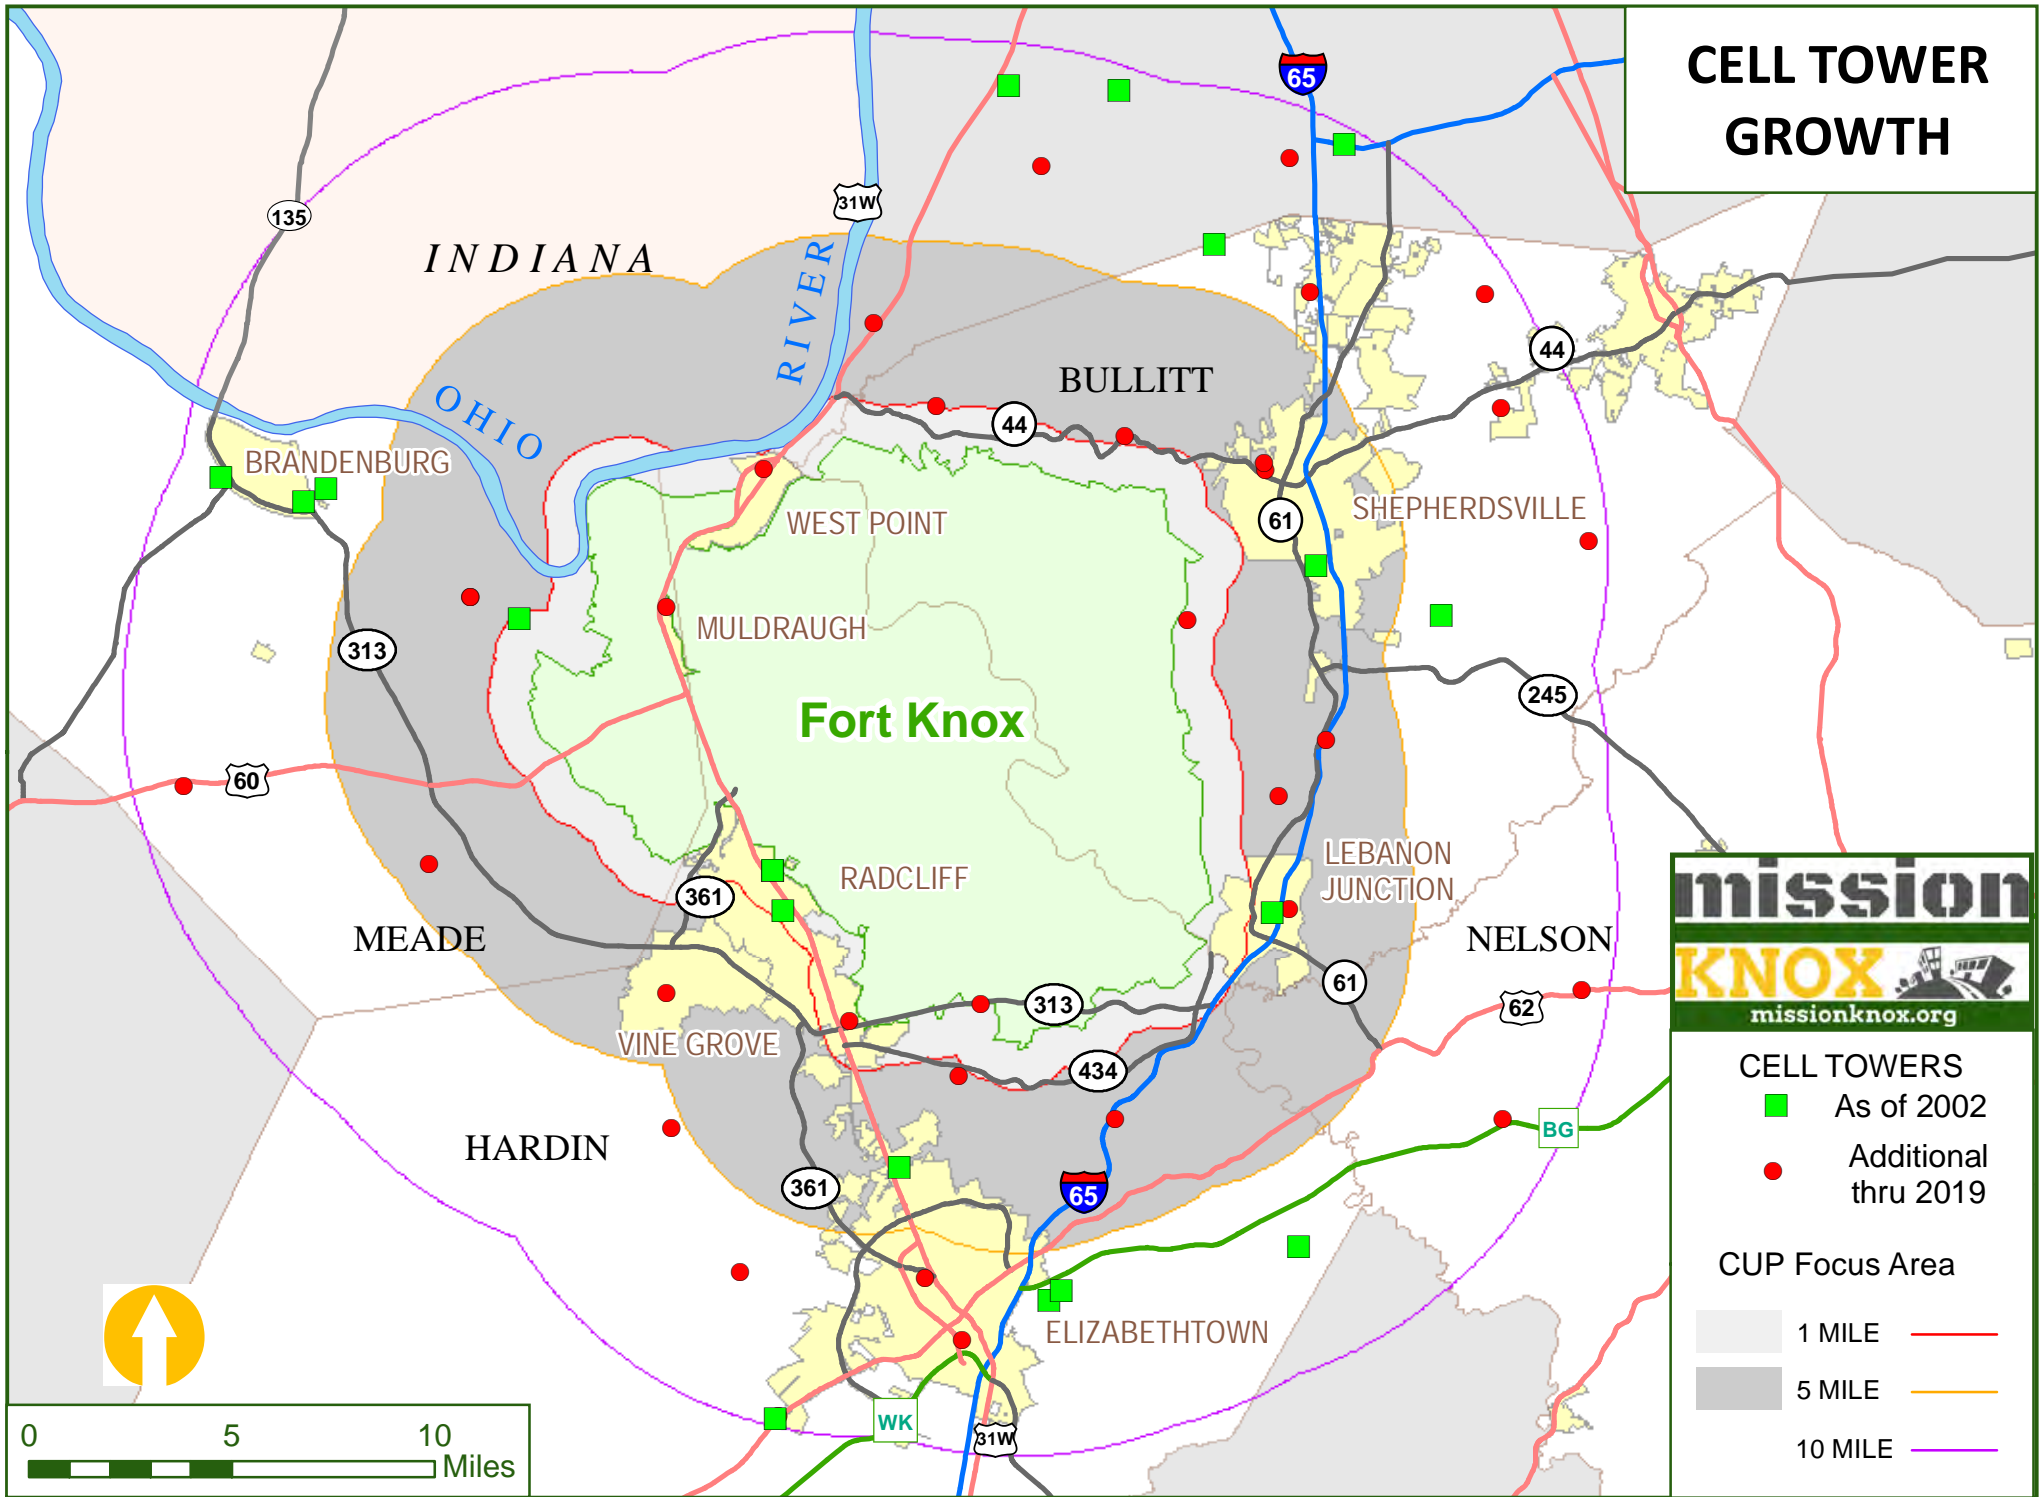 CELL TOWER
GROWTH
65
135
31W
INDIANA
RIVER
OHIO
44
BULLITT
44
BRANDENBURG
WEST POINT
61
SHEPHERDSVILLE
MULDRAUGH
313
245
Fort Knox
60
LEBANON
JUNCTION
RADCLIFF
361
MEADE
NELSON
61
313
62
VINE GROVE
434
HARDIN
BG
361
65
ELIZABETHTOWN
WK
31W
0 5 10
Miles
mission
KNOX
missionknox.org
CELL TOWERS
As of 2002
Additional
thru 2019
CUP Focus Area
1 MILE
5 MILE
10 MILE